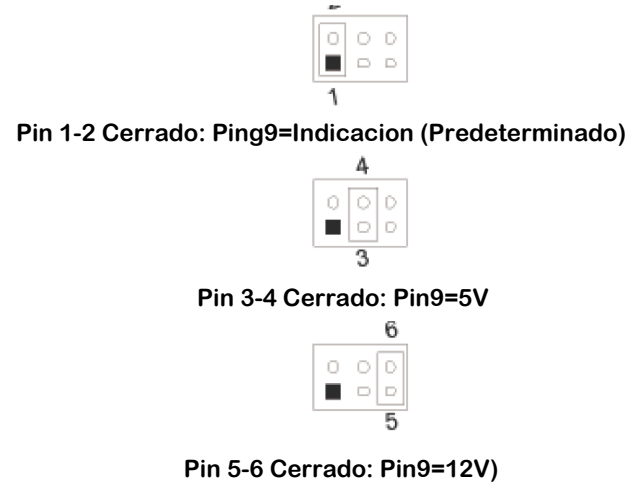 2
1
Pin 1-2 Cerrado: Ping9=Indicacion (Predeterminado)
4
3
Pin 3-4 Cerrado: Pin9=5V
6
5
Pin 5-6 Cerrado: Pin9=12V)